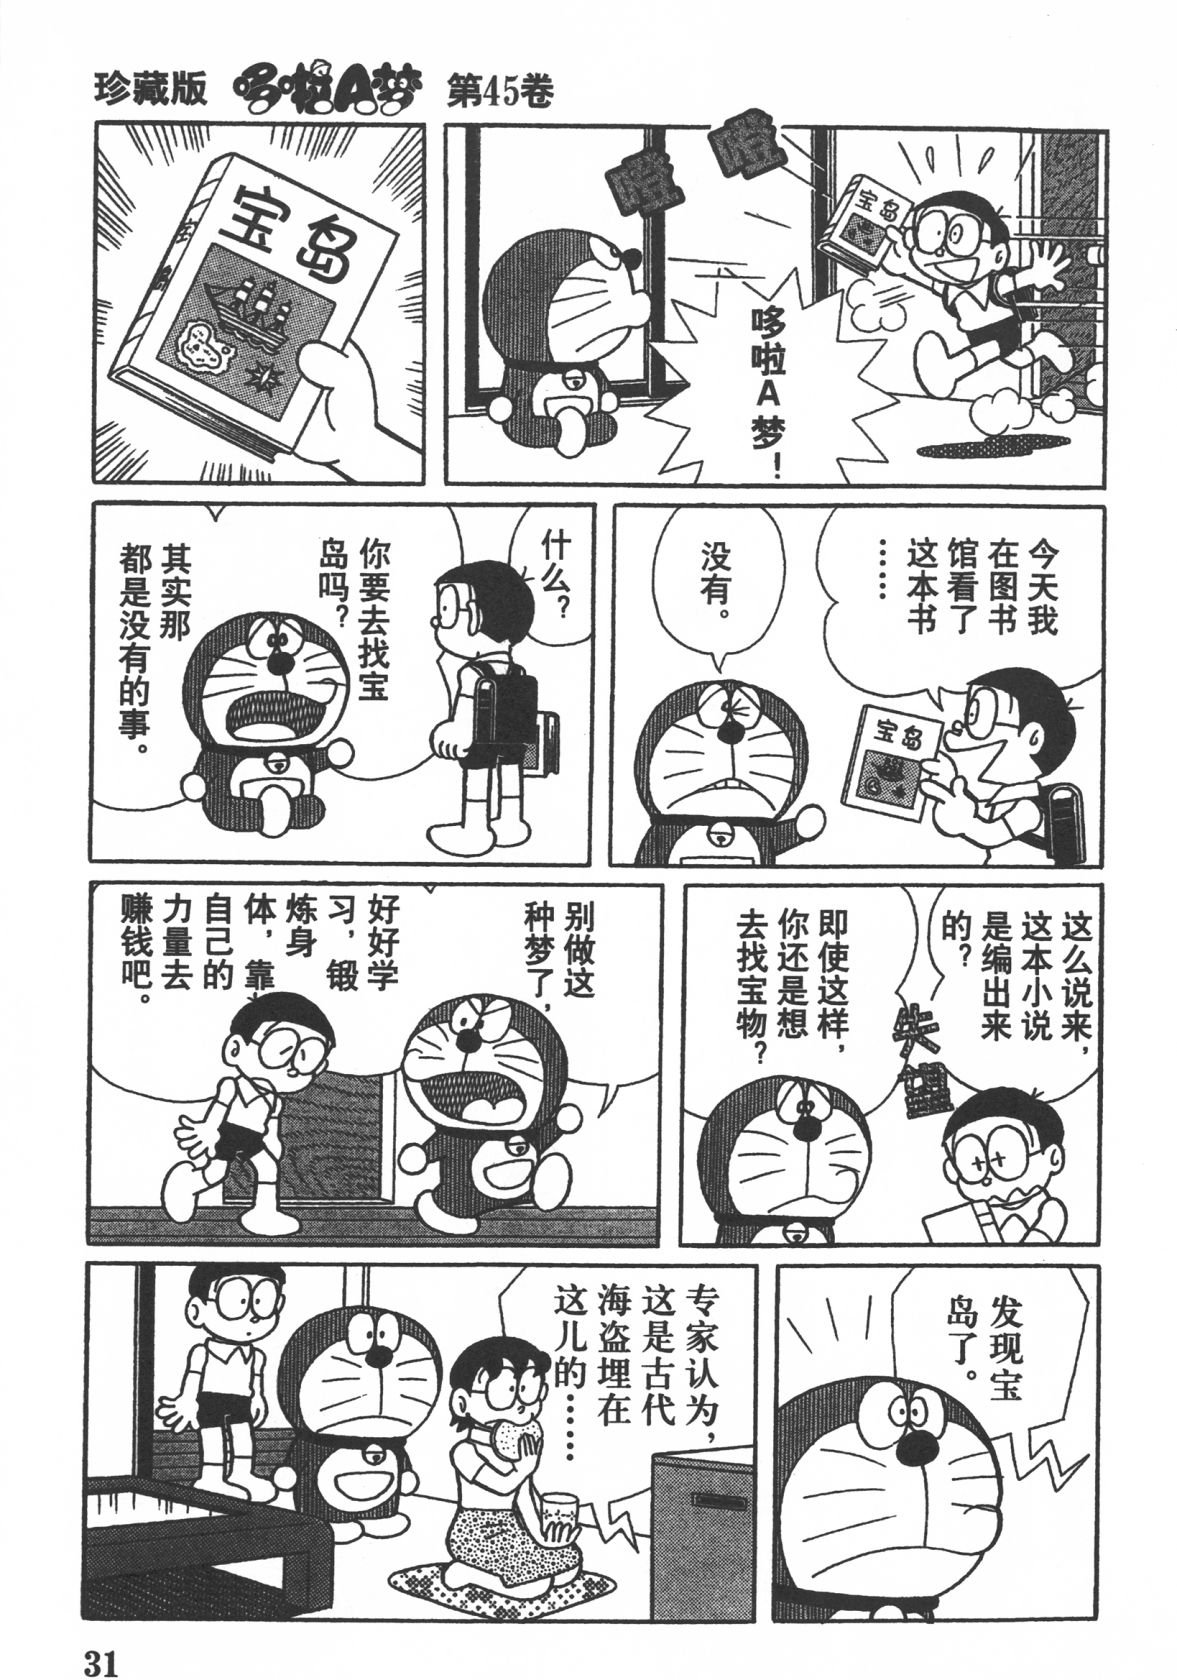 珍藏版 哆啦A梦 第45卷
蹬
蹬
哆啦A梦！
宝岛
宝岛
今天我
在图书
馆看了
这本书
……
没有。
宝岛
什么？
你要去找宝
岛吗？
其实那
都是没有的事。
这么说来，
这本小说
是编出来
的？
失望
即使这样，
你还是想
去找宝物？
别做这
种梦了，
好好学
习，锻
炼身
体，靠
自己的
力量去
赚钱吧。
发现宝
岛了。
专家认为，
这是古代
海盗埋在
这儿的……
31